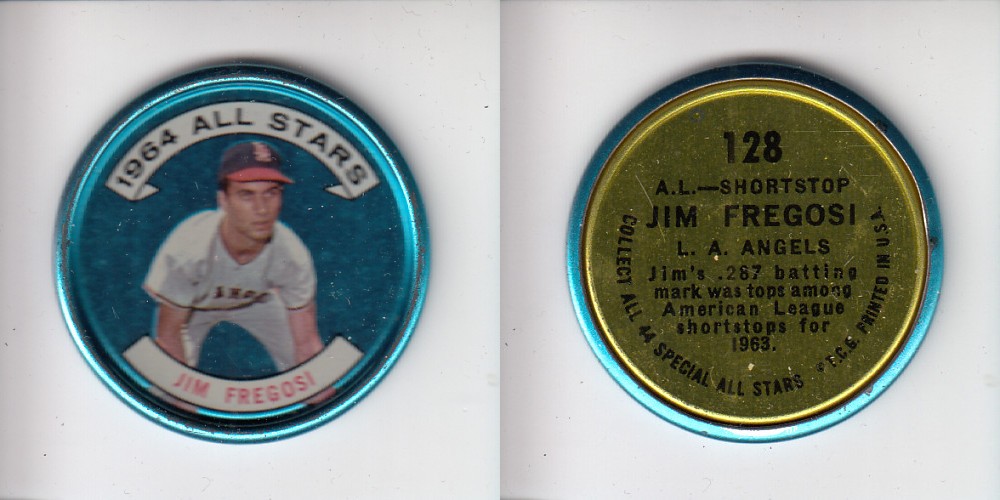 1964 ALL STARS
JIM FREGOSI
128
A.L.—SHORTSTOP
JIM FREGOSI
L. A. ANGELS
Jim's .287 batting
mark was tops among
American League
shortstops for
1963.
COLLECT ALL 44 SPECIAL ALL STARS © T.C.G. PRINTED IN U.S.A.